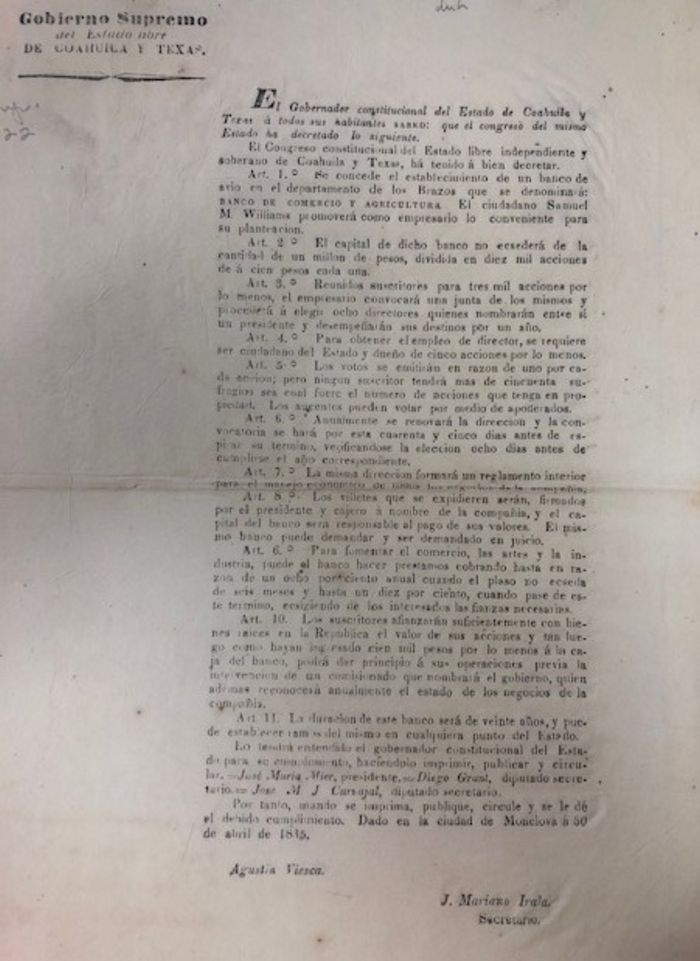 Gobierno Supremo
del Estado libre
DE COAHUILA Y TEXAS.
22
El Gobernador constitucional del Estado de Coahuila y
Texas á todos sus habitantes SABED: que el congreso del mismo
Estado ha decretado lo siguiente.
El Congreso constitucional del Estado libre independiente y
soberano de Coahuila y Texas, há tenido á bien decretar.
Art. 1.° Se concede el establecimiento de un banco de
avio en el departamento de los Brazos que se denominará:
BANCO DE COMERCIO Y AGRICULTURA. El ciudadano Samuel
M. Williams promoverá como empresario lo conveniente para
su planteacion.
Art. 2° El capital de dicho banco no ecsederá de la
cantidad de un millon de pesos, dividida en diez mil acciones
de á cien pesos cada una.
Art. 3.° Reunidos suscritores para tres mil acciones por
lo menos, el empresario convocará una junta de los mismos y
procederá á elegir ocho directores quienes nombrarán entre si
un presidente y desempeñarán sus destinos por un año.
Art. 4.° Para obtener el empleo de director, se requiere
ser ciudadano del Estado y dueño de cinco acciones por lo menos.
Art. 5.° Los votos se emitirán en razon de uno por ca-
da accion; pero ningun suscritor tendrá mas de cincuenta su-
fragios sea cual fuere el número de acciones que tenga en pro-
piedad. Los ausentes pueden votar por medio de apoderados.
Art. 6.° Anualmente se renovará la direccion y la con-
vocatoria se hará por esta cuarenta y cinco dias antes de es-
pirar su termino, verificandose la eleccion ocho dias antes de
cumplirse el año correspondiente.
Art. 7.° La misma direccion formará un reglamento interior
para el manejo económico de todos los negocios de la compañia.
Art. 8.° Los villetes que se expidieren serán, firmados
por el presidente y cajero á nombre de la compañia, y el ca-
pital del banco será responsable al pago de sus valores. El mis-
mo banco puede demandar y ser demandado en juicio.
Art. 6.° Para fomentar el comercio, las artes y la in-
dustria, puede el banco hacer prestamos cobrando hasta en ra-
zon de un ocho por ciento anual cuando el plaso no ecseda
de seis meses y hasta un diez por ciento, cuando pase de es-
te termino, ecsigiendo de los interesados las fianzas necesarias.
Art. 10. Los suscritores afianzarán suficientemente con bie-
nes raices en la Republica el valor de sus acciones y tan lue-
go como hayan ingresado cien mil pesos por lo menos á la ca-
ja del banco, podrá dar principio á sus operaciones previa la
intervencion de un comisionado que nombrará el gobierno, quien
ademas reconocerá anualmente el estado de los negocios de la
compañia.
Art 11. La duracion de este banco será de veinte años, y pue-
de establecer ramos del mismo en cualquiera punto del Estado.
Lo tendrá entendido el gobernador constitucional del Esta-
do para su cumplimiento, haciendolo imprimir, publicar y circu-
lar.=José Maria Mier, presidente.=Diego Grant, diputado secre-
tario.=José M J Carvajal, diputado secretario.
Por tanto, mando se imprima, publique, circule y se le dé
el debido cumplimiento. Dado en la ciudad de Monclova á 30
de abril de 1835.
Agustin Viesca.
J. Mariano Irala.
Secretario.